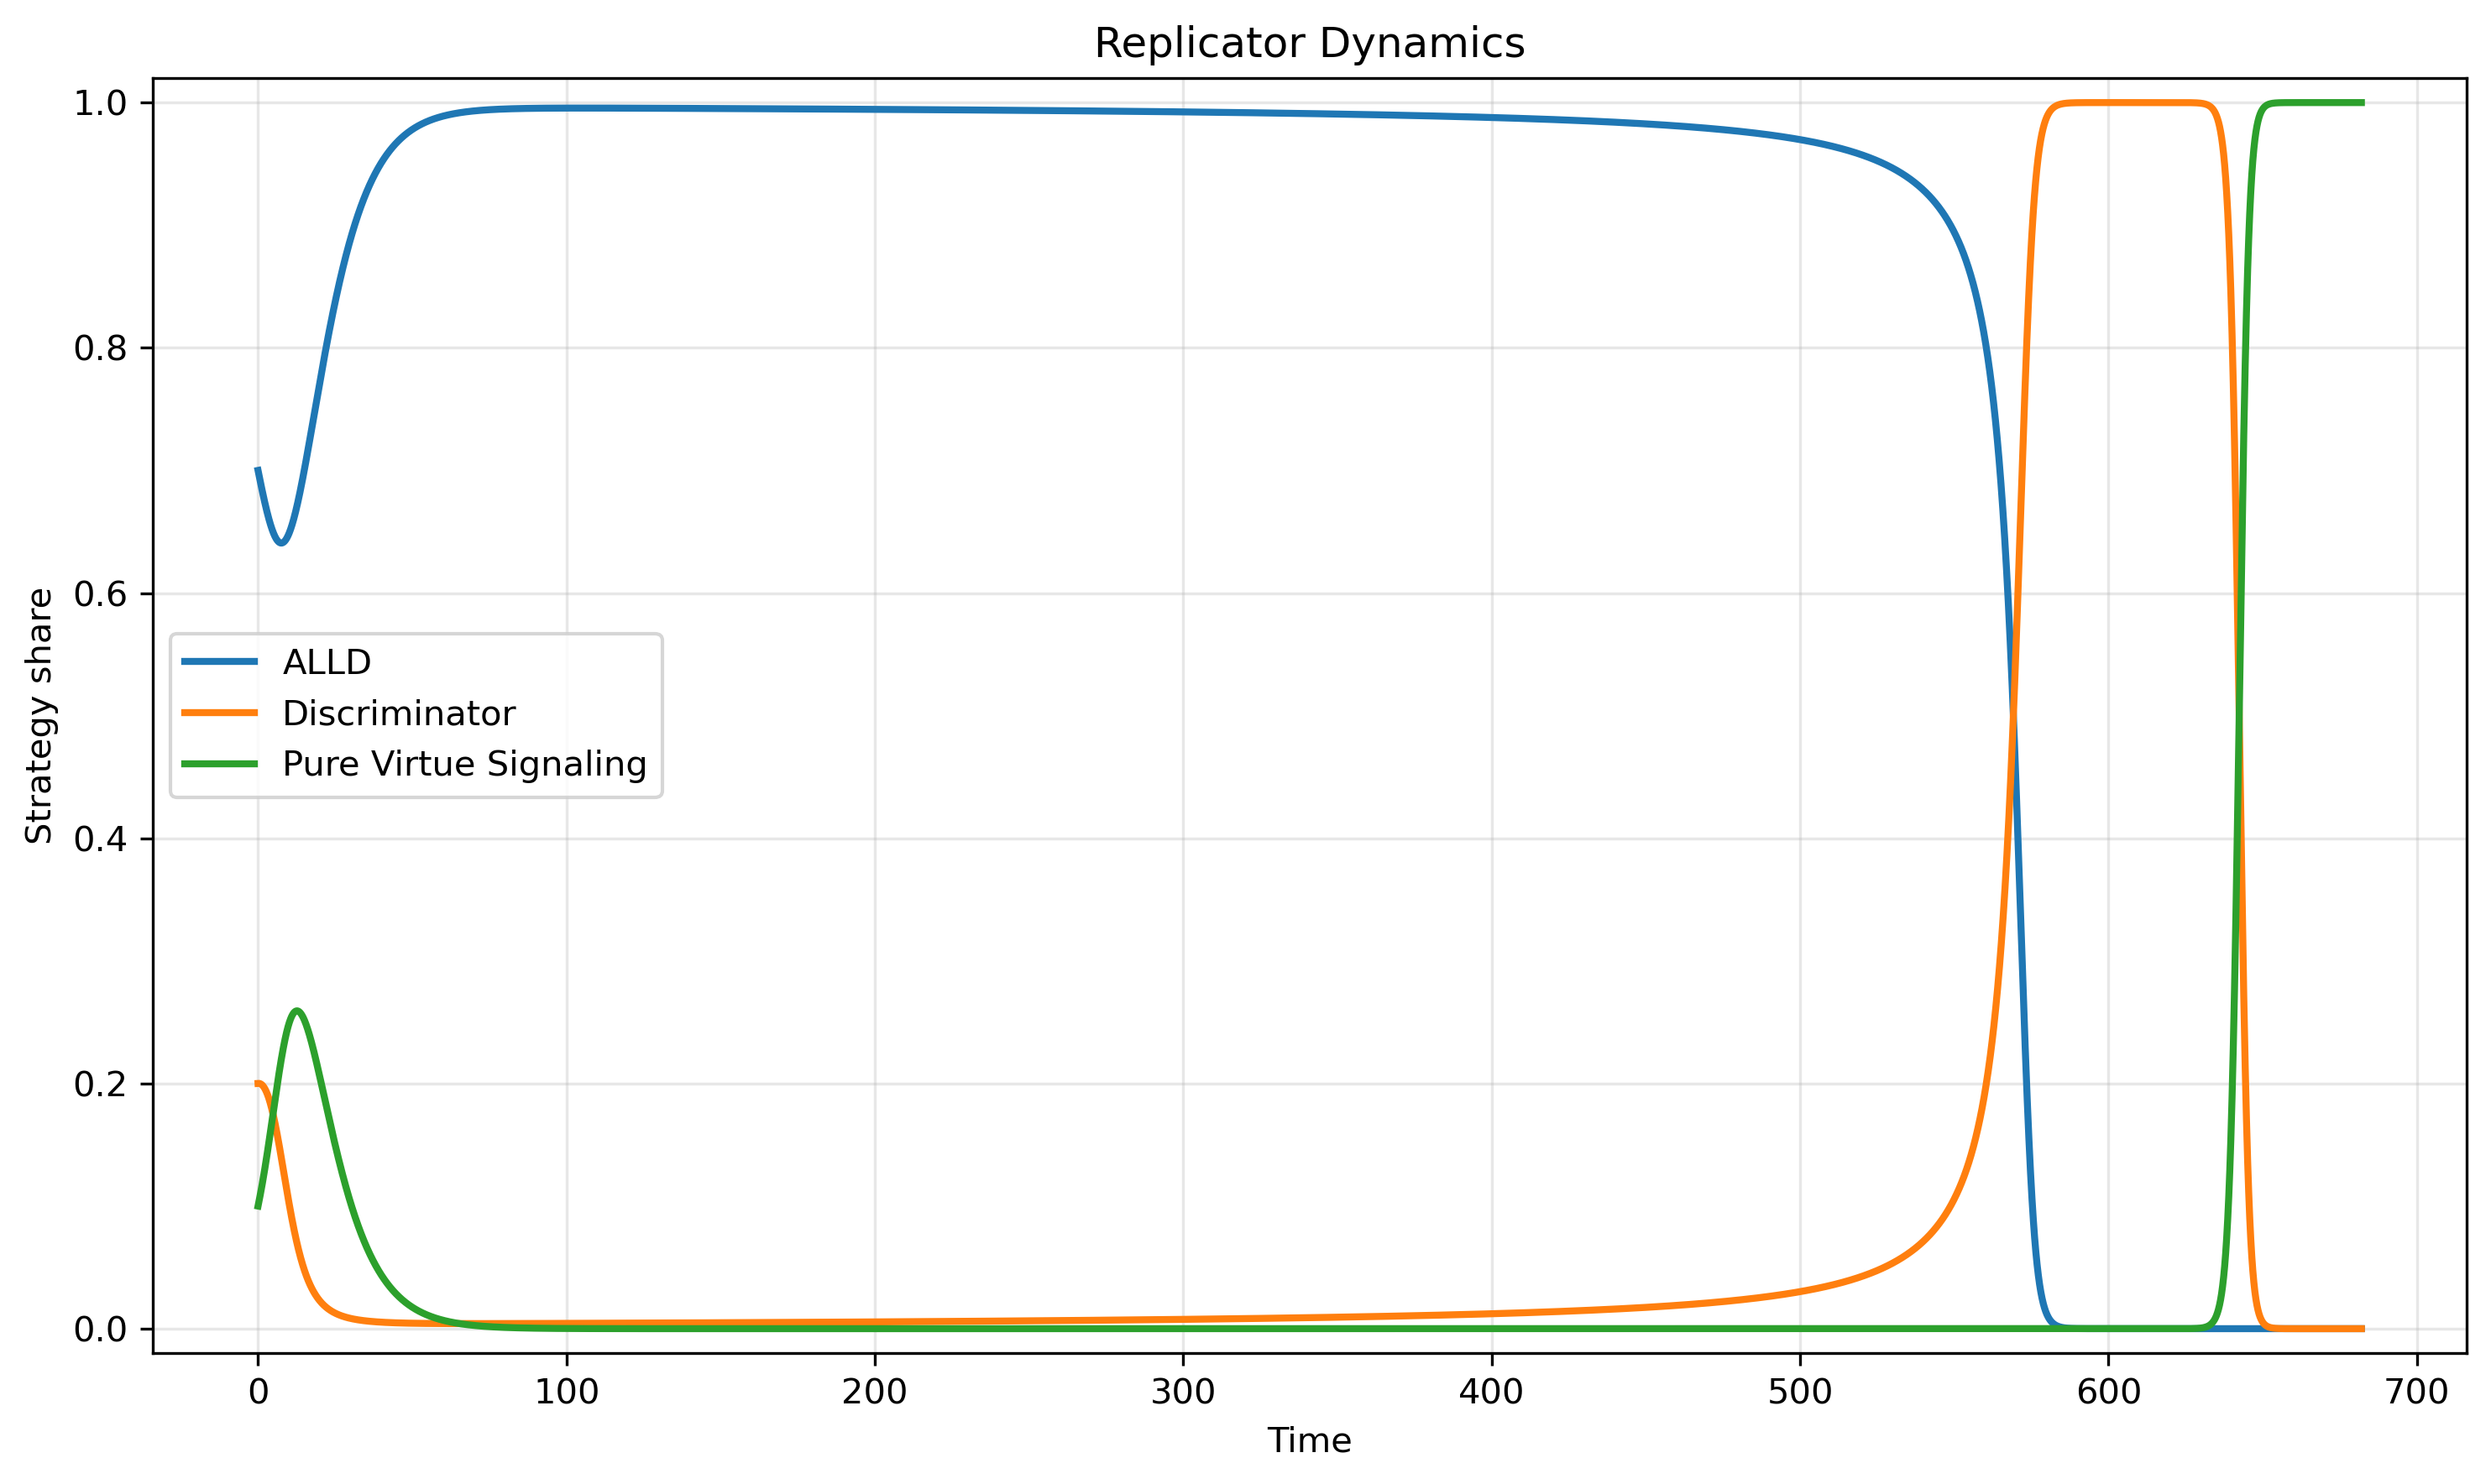 Replicator Dynamics
Strategy share
1.0
0.8
0.6
0.4
0.2
0.0
ALLD
Discriminator
Pure Virtue Signaling
0 100 200 300 400 500 600 700
Time